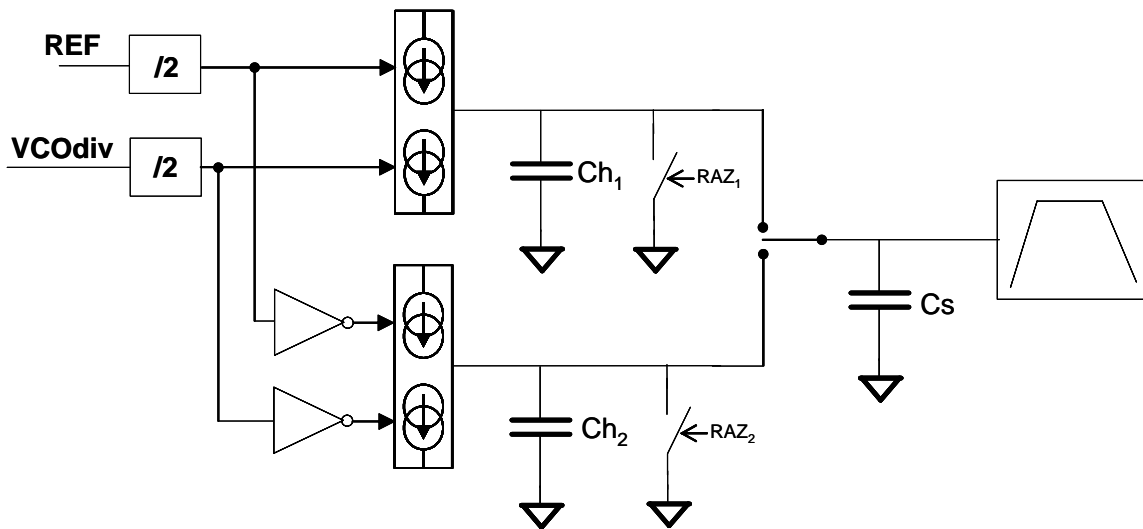 REF
/2
VCOdiv
/2
Ch₁
RAZ₁
Cs
Ch₂
RAZ₂